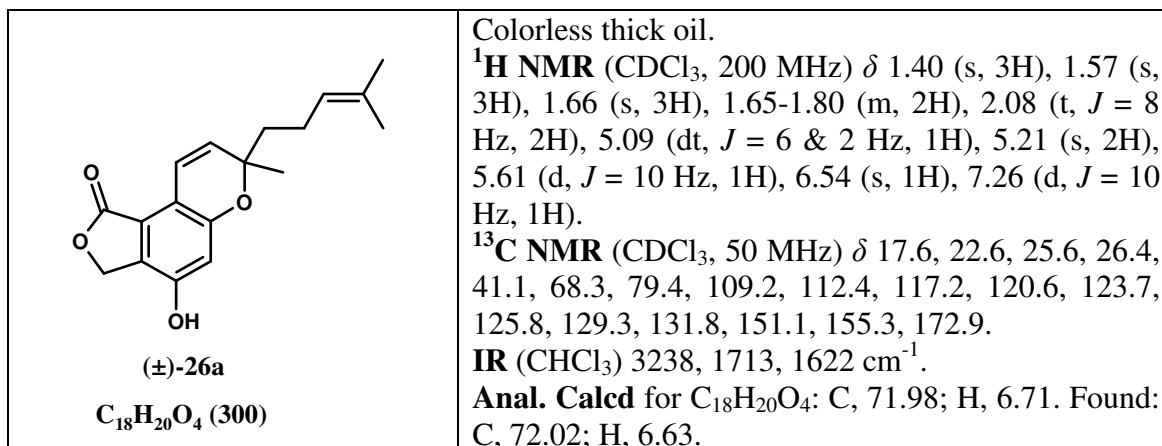 O
O
O
OH
(±)-26a
C₁₈H₂₀O₄ (300)
Colorless thick oil.
¹H NMR (CDCl₃, 200 MHz) δ 1.40 (s, 3H), 1.57 (s,
3H), 1.66 (s, 3H), 1.65-1.80 (m, 2H), 2.08 (t, J = 8
Hz, 2H), 5.09 (dt, J = 6 & 2 Hz, 1H), 5.21 (s, 2H),
5.61 (d, J = 10 Hz, 1H), 6.54 (s, 1H), 7.26 (d, J = 10
Hz, 1H).
¹³C NMR (CDCl₃, 50 MHz) δ 17.6, 22.6, 25.6, 26.4,
41.1, 68.3, 79.4, 109.2, 112.4, 117.2, 120.6, 123.7,
125.8, 129.3, 131.8, 151.1, 155.3, 172.9.
IR (CHCl₃) 3238, 1713, 1622 cm⁻¹.
Anal. Calcd for C₁₈H₂₀O₄: C, 71.98; H, 6.71. Found:
C, 72.02; H, 6.63.